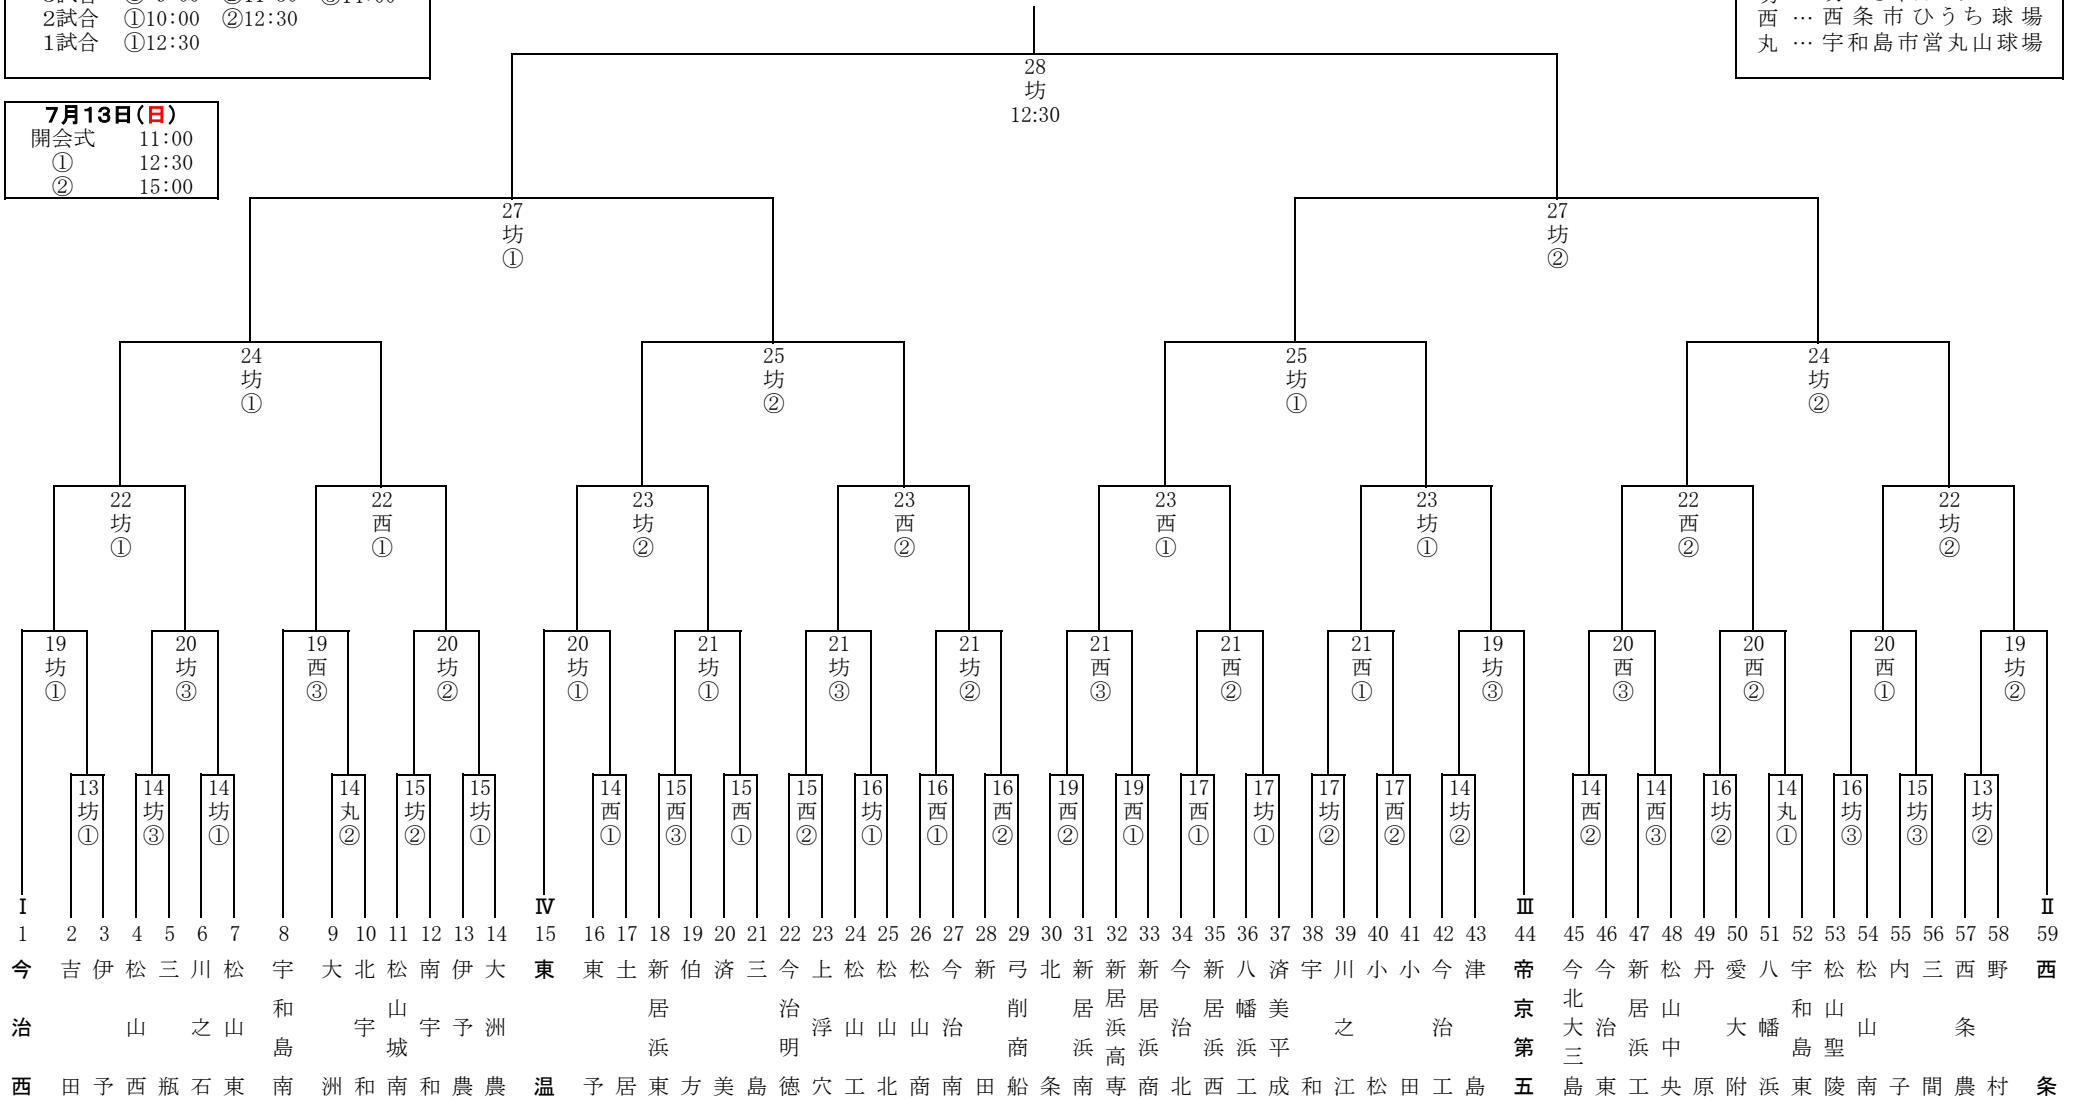 2試合 ①10:00 ②12:30
1試合 ①12:30
西 … 西条市ひうち球場
丸 … 宇和島市営丸山球場
7月13日(日)
開会式 11:00
① 12:30
② 15:00
28
坊
12:30
27 27
坊 坊
① ②
24 25 25 24
坊 坊 坊 坊
① ② ① ②
22 22 23 23 23 23 22 22
坊 西 坊 西 西 坊 西 坊
① ① ② ② ① ① ② ②
19 20 19 20 20 21 21 21 21 21 21 19 20 20 20 19
坊 坊 西 坊 坊 坊 坊 坊 西 西 西 坊 西 西 西 坊
① ③ ③ ② ① ① ③ ② ③ ② ① ③ ③ ② ① ②
13 14 14 14 15 15 14 15 15 15 16 16 16 19 19 17 17 17 17 14 14 14 16 14 16 15 13
坊 坊 坊 丸 坊 坊 西 西 西 西 坊 西 西 西 西 西 坊 坊 西 坊 西 西 坊 丸 坊 坊 坊
① ③ ① ② ② ① ① ③ ① ② ① ① ② ② ① ① ① ② ② ② ② ③ ② ① ③ ③ ②
Ⅰ Ⅳ Ⅲ Ⅱ
1 今治西
2 吉田
3 伊予
4 松山西
5 三瓶
6 川之石
7 松山東
8 宇和島南
9 大洲
10 北宇和
11 松山城南
12 南宇和
13 伊予農
14 大洲農
15 東温
16 東予
17 土居
18 新居浜東
19 伯方
20 済美
21 三島
22 今治明徳
23 上浮穴
24 松山工
25 松山北
26 松山商
27 今治南
28 新田
29 弓削商船
30 北条
31 新居浜南
32 新居浜高専
33 新居浜商
34 今治北
35 新居浜西
36 八幡浜工
37 済美平成
38 宇和
39 川之江
40 小松
41 小田
42 今治工
43 津島
44 帝京第五
45 今北大三島
46 今治東
47 新居浜工
48 松山中央
49 丹原
50 愛大附
51 八幡浜
52 宇和島東
53 松山聖陵
54 松山南
55 内子
56 三間
57 西条農
58 野村
59 西条